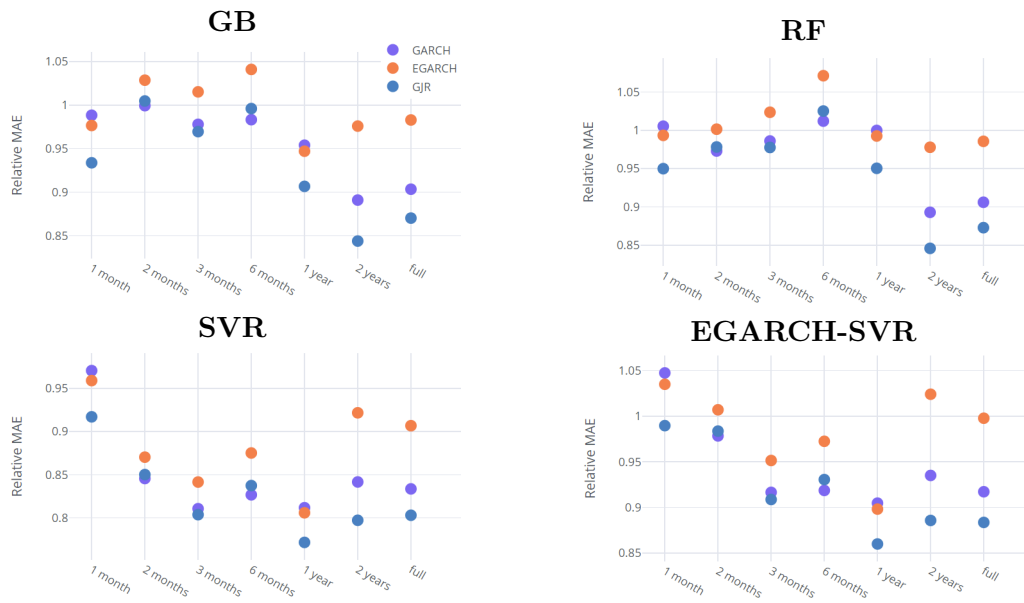 GB
GARCH
EGARCH
GJR
Relative MAE
1.05
1
0.95
0.9
0.85
1 month
2 months
3 months
6 months
1 year
2 years
full
RF
Relative MAE
1.05
1
0.95
0.9
0.85
1 month
2 months
3 months
6 months
1 year
2 years
full
SVR
Relative MAE
0.95
0.9
0.85
0.8
1 month
2 months
3 months
6 months
1 year
2 years
full
EGARCH-SVR
Relative MAE
1.05
1
0.95
0.9
0.85
1 month
2 months
3 months
6 months
1 year
2 years
full